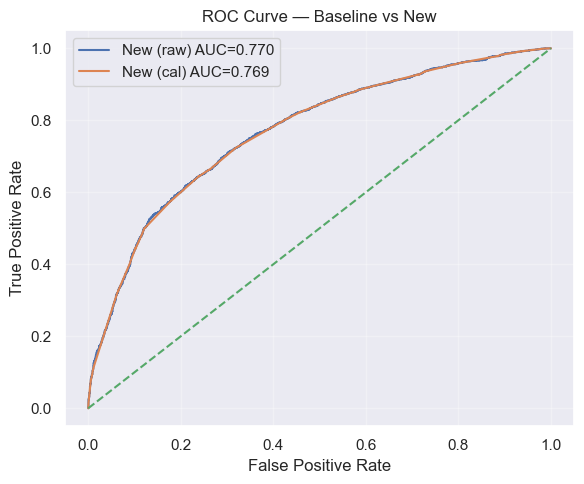 ROC Curve — Baseline vs New
New (raw) AUC=0.770
New (cal) AUC=0.769
True Positive Rate
1.0
0.8
0.6
0.4
0.2
0.0
0.0 0.2 0.4 0.6 0.8 1.0
False Positive Rate